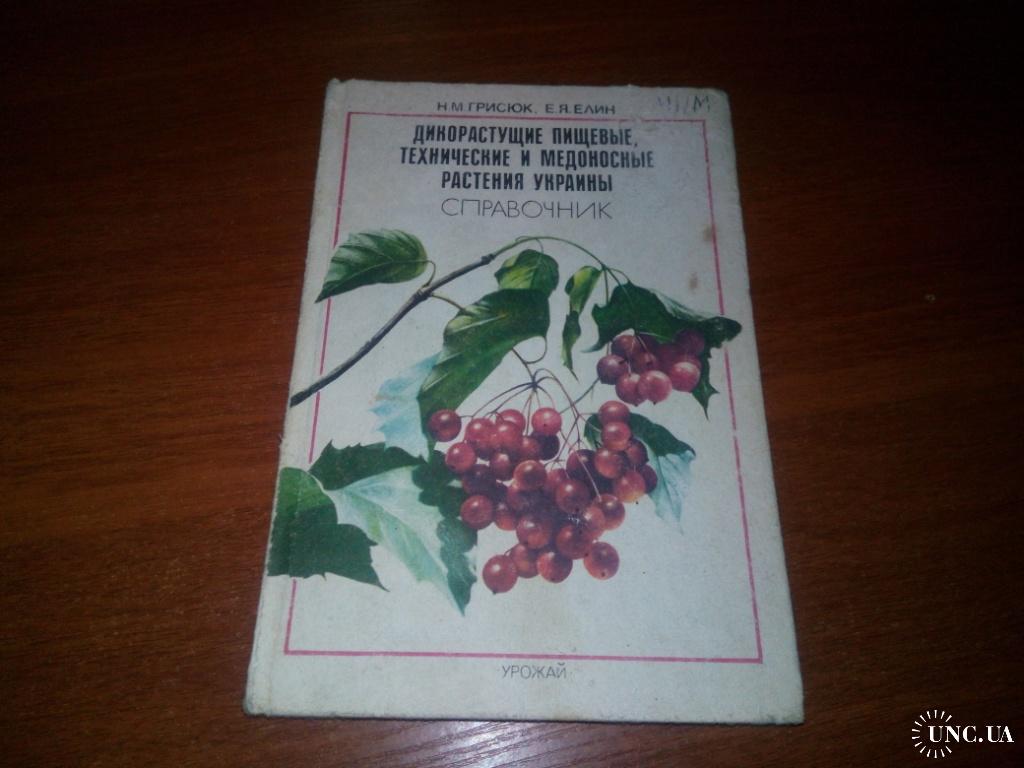 Н.М.ГРИСЮК, Е.Я.ЕЛИН
ДИКОРАСТУЩИЕ ПИЩЕВЫЕ,
ТЕХНИЧЕСКИЕ И МЕДОНОСНЫЕ
РАСТЕНИЯ УКРАИНЫ
СПРАВОЧНИК
УРОЖАЙ
UNC.UA